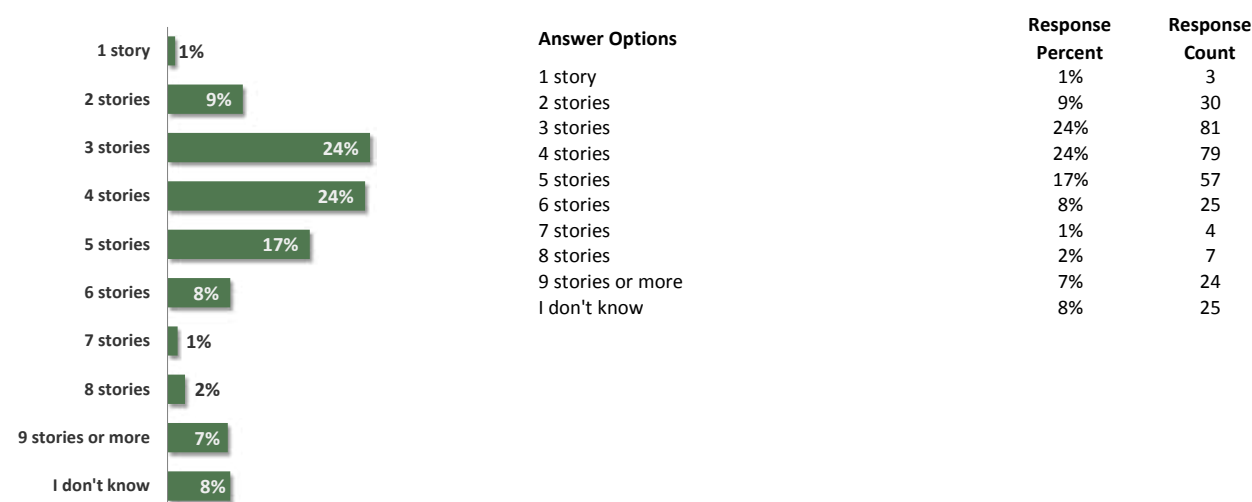 1 story 1%
2 stories 9%
3 stories 24%
4 stories 24%
5 stories 17%
6 stories 8%
7 stories 1%
8 stories 2%
9 stories or more 7%
I don't know 8%
Answer Options Response Percent Response Count
1 story 1% 3
2 stories 9% 30
3 stories 24% 81
4 stories 24% 79
5 stories 17% 57
6 stories 8% 25
7 stories 1% 4
8 stories 2% 7
9 stories or more 7% 24
I don't know 8% 25